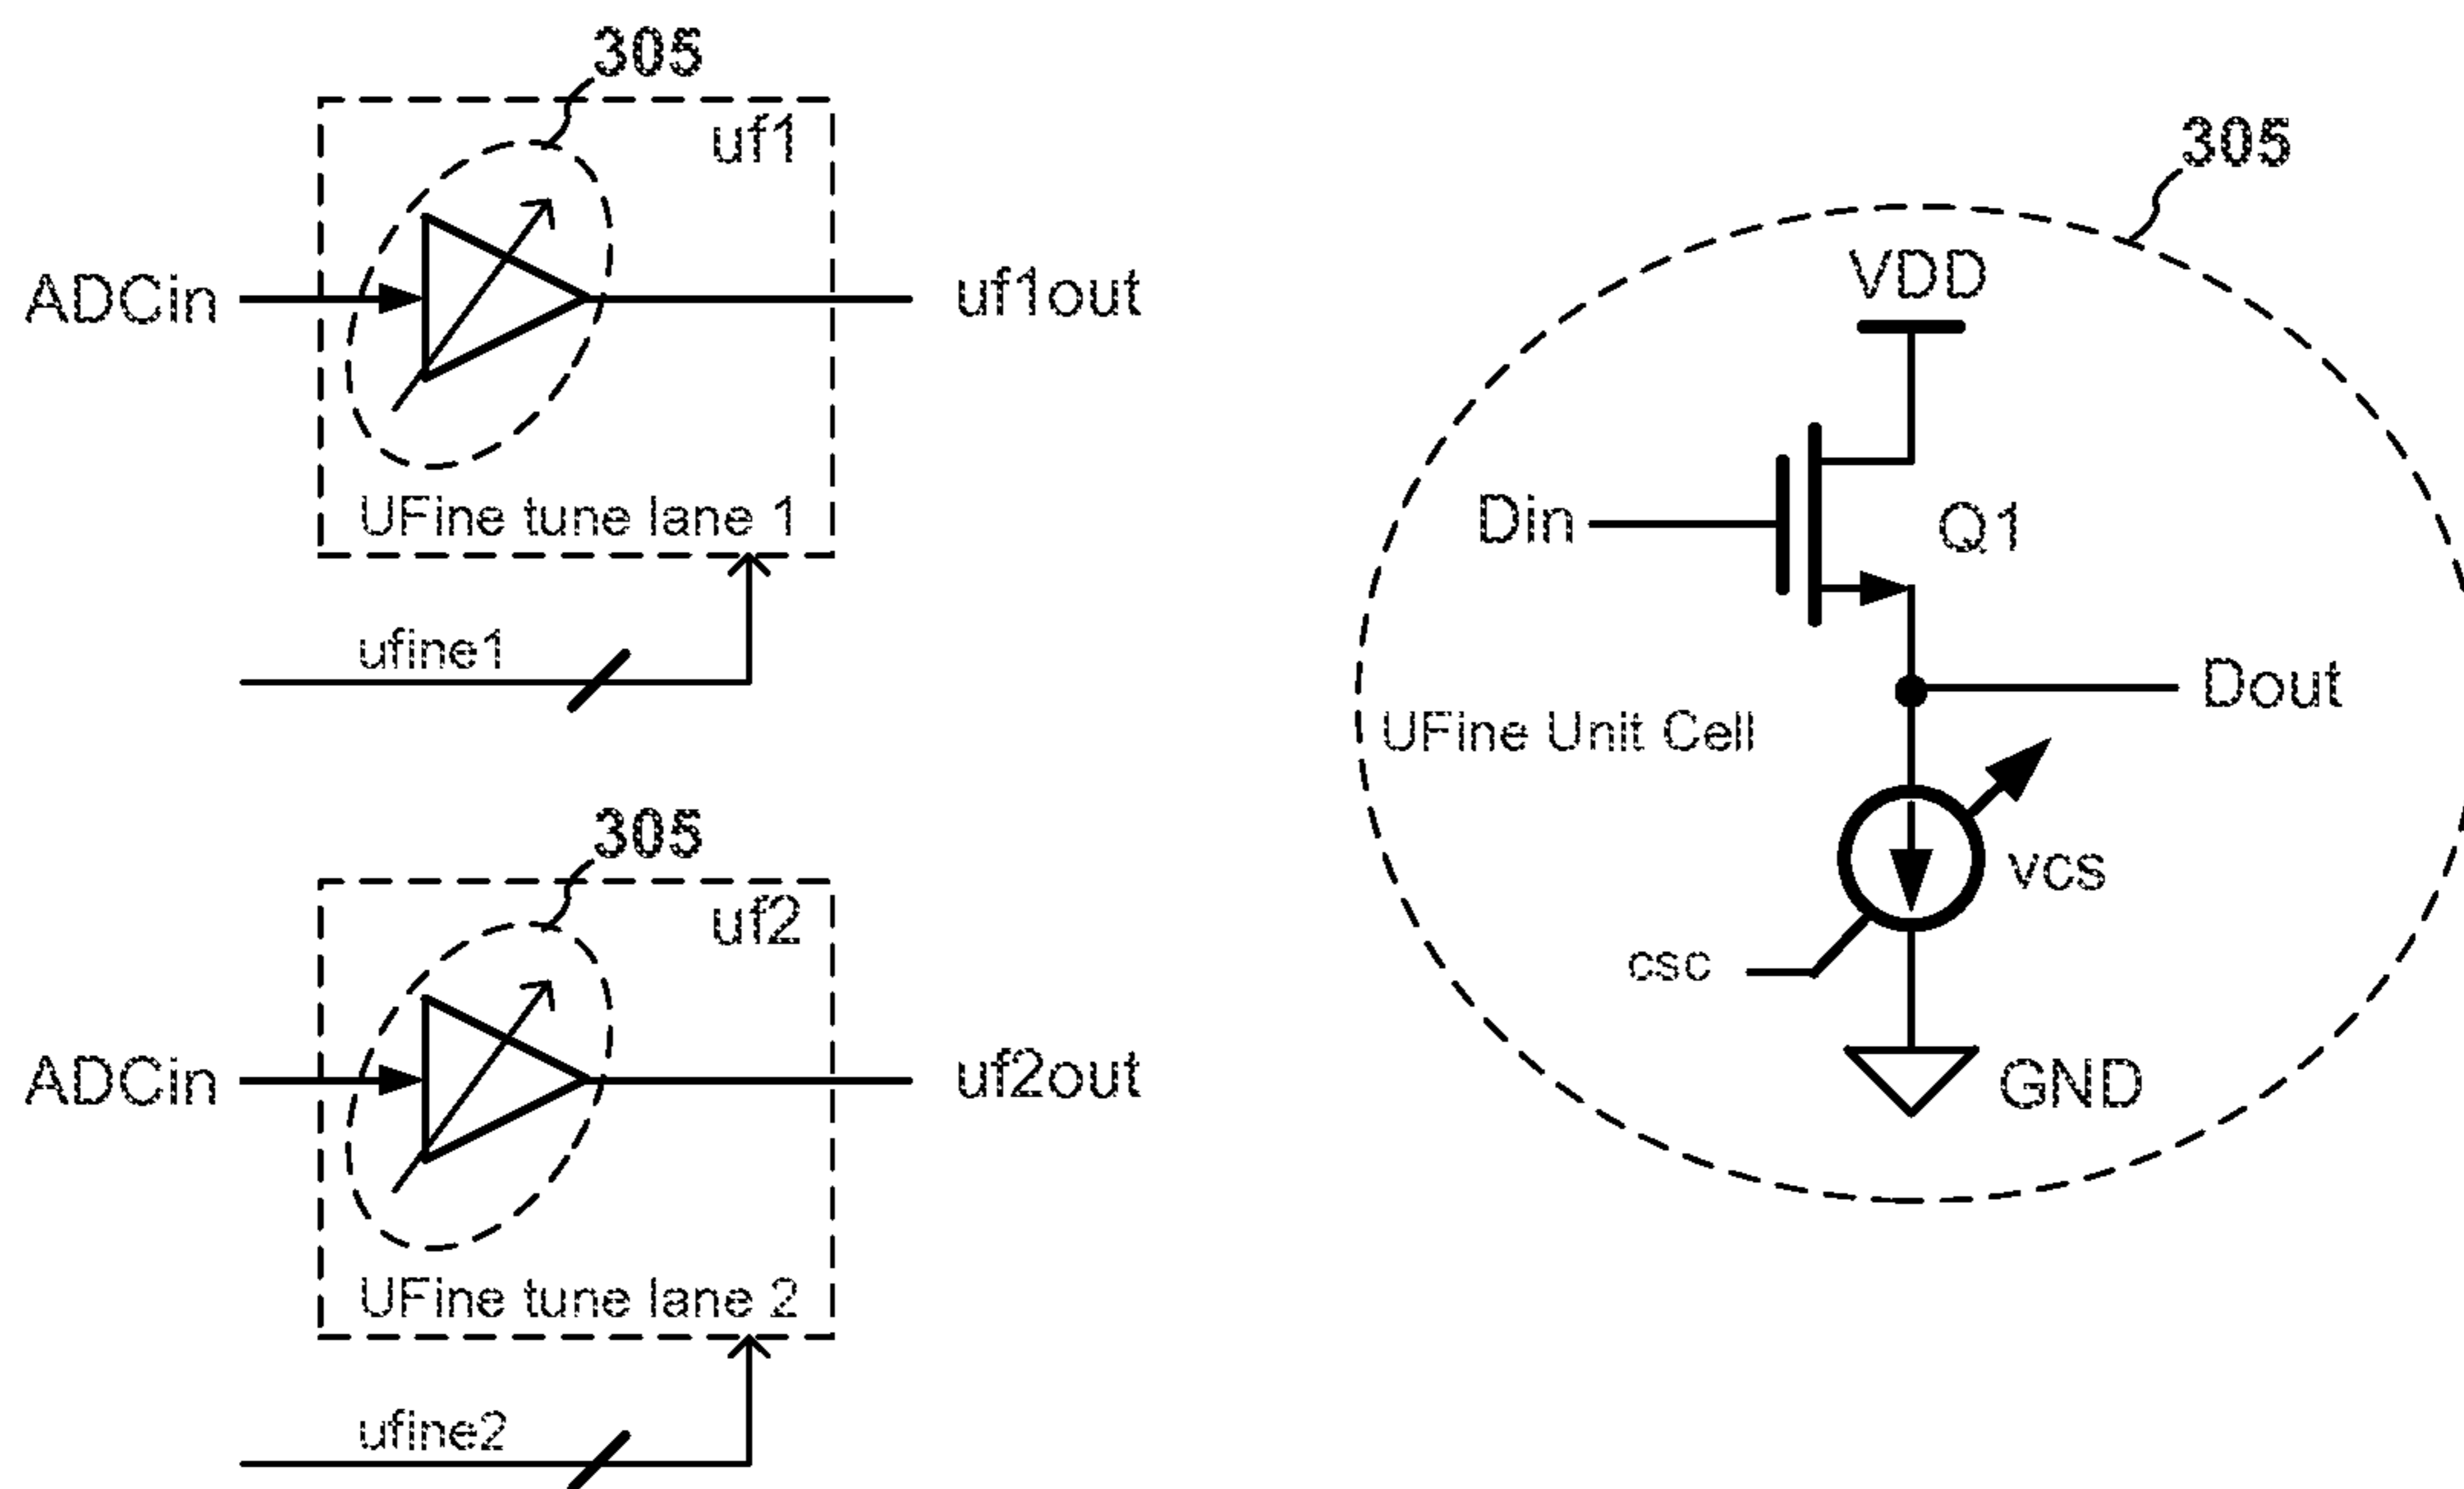 305
uf1
ADCin
uf1out
UFine tune lane 1
ufine1
305
uf2
ADCin
uf2out
UFine tune lane 2
ufine2
305
VDD
Din
Q1
Dout
UFine Unit Cell
vcs
csc
GND